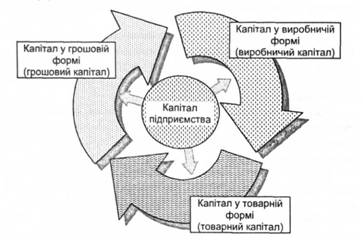 Капітал у грошовій
формі
(грошовий капітал)
Капітал у виробничій
формі
(виробничий капітал)
Капітал
підприємства
Капітал у товарній
формі
(товарний капітал)